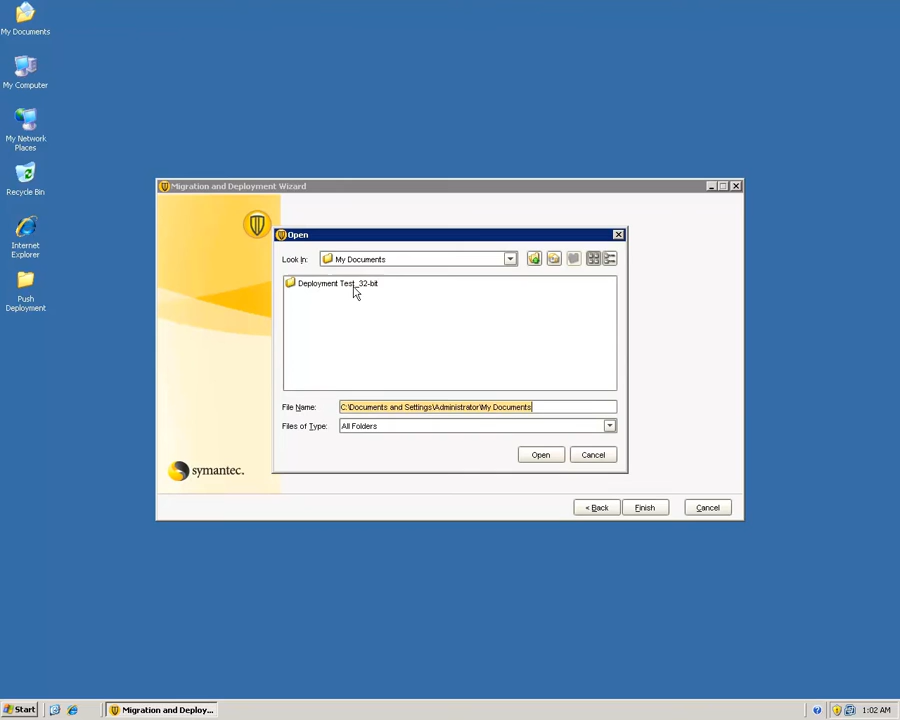 My Documents
My Computer
My Network
Places
Recycle Bin
Internet
Explorer
Push
Deployment
Migration and Deployment Wizard
Open
Look In:
My Documents
Deployment Test_32-bit
File Name:
C:\Documents and Settings\Administrator\My Documents
Files of Type:
All Folders
Open
Cancel
symantec.
< Back
Finish
Cancel
Start
Migration and Deploy...
1:02 AM